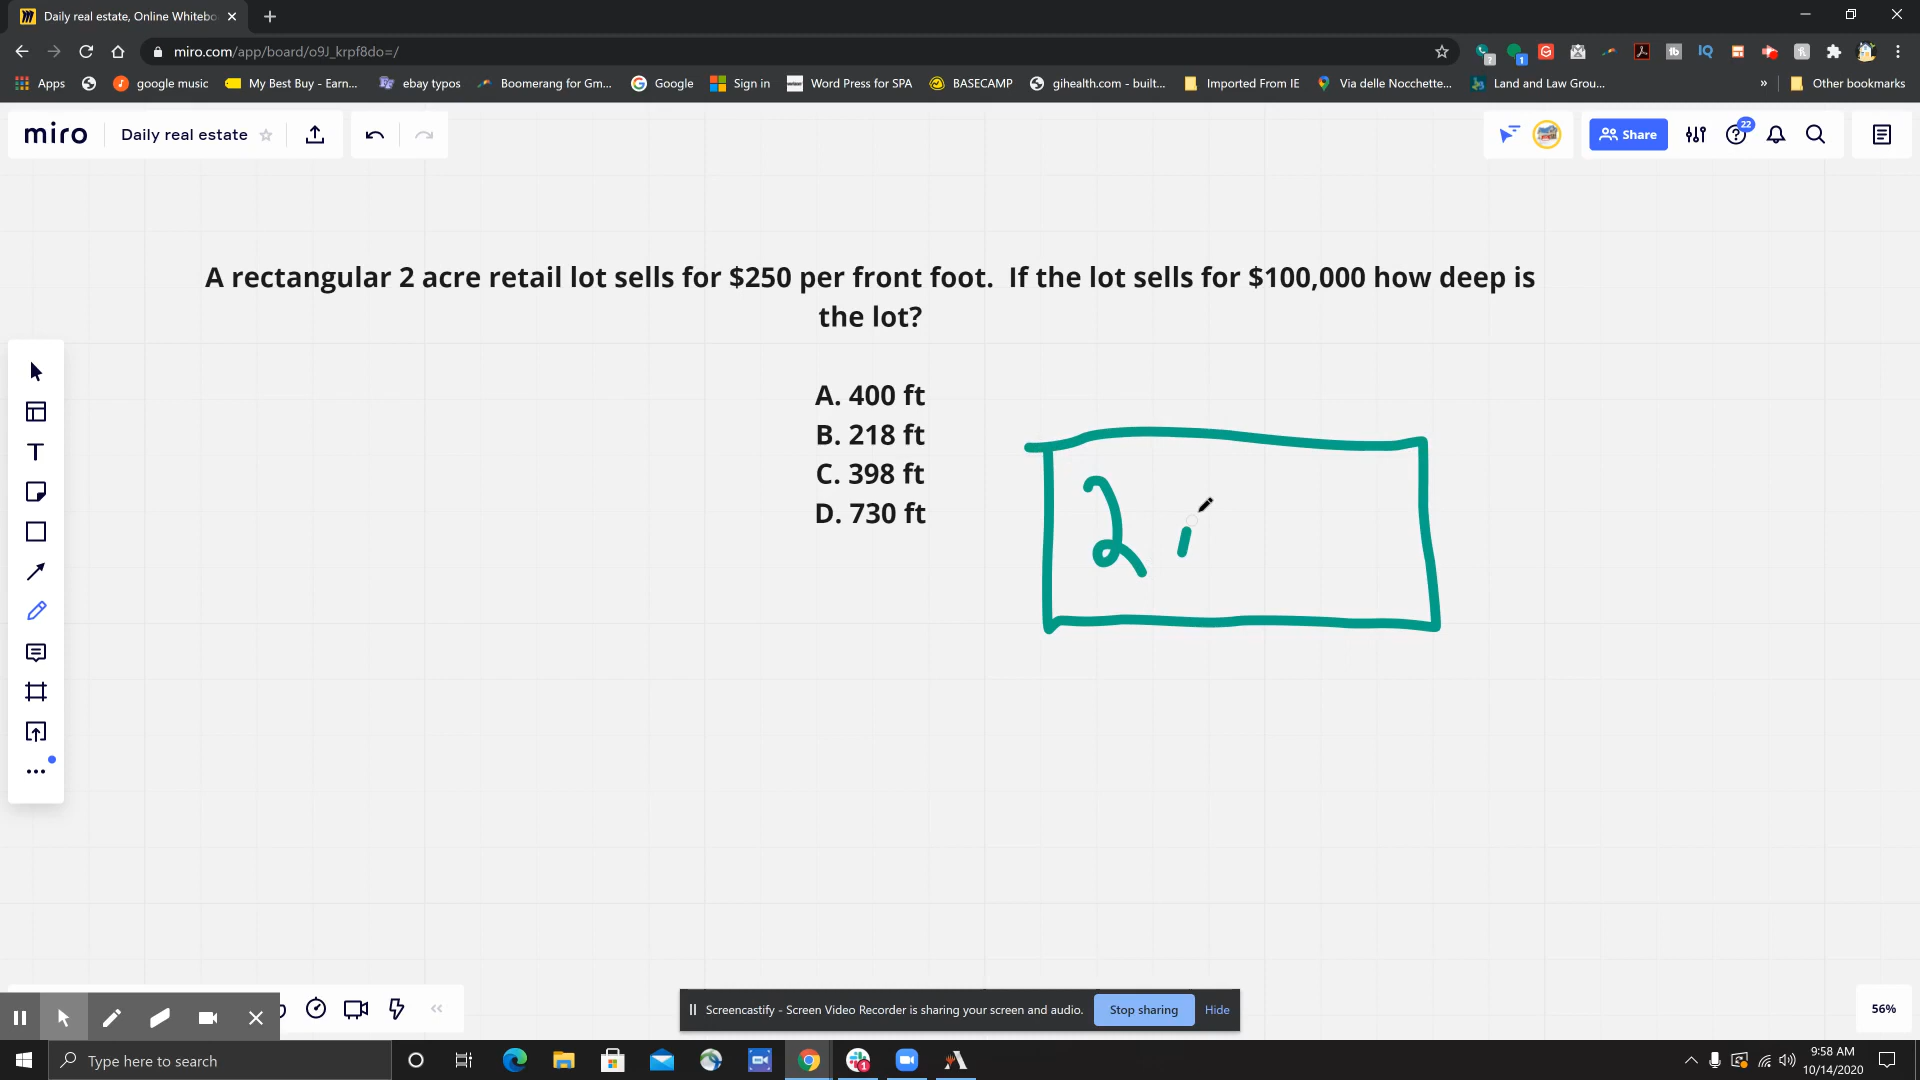 Daily real estate, Online Whitebo
miro.com/app/board/o9J_krpf8do=/
Apps google music My Best Buy - Earn... ebay typos Boomerang for Gm... Google Sign in Word Press for SPA BASECAMP gihealth.com - built... Imported From IE Via delle Nocchette... Land and Law Grou... » Other bookmarks
miro Daily real estate
Share 22
A rectangular 2 acre retail lot sells for $250 per front foot. If the lot sells for $100,000 how deep is
the lot?
A. 400 ft
B. 218 ft
C. 398 ft
D. 730 ft
2
Screencastify - Screen Video Recorder is sharing your screen and audio. Stop sharing Hide
56%
Type here to search
9:58 AM
10/14/2020